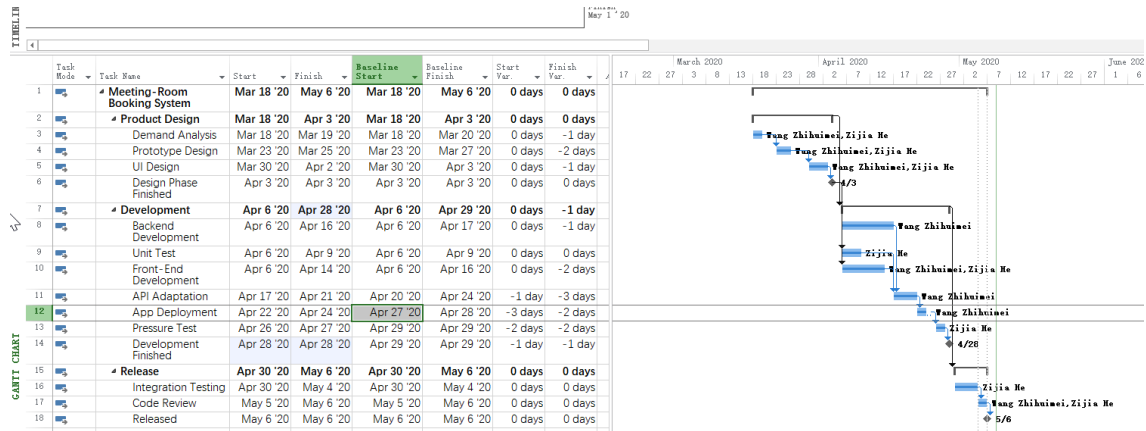 May 1 '20
TIMELIN
Task Mode Task Name Start Finish Baseline Start Baseline Finish Start Var. Finish Var.
March 2020 April 2020 May 2020 June 202
17 22 27 3 8 13 18 23 28 2 7 12 17 22 27 2 7 12 17 22 27 1 6
1 Meeting-Room Booking System Mar 18 '20 May 6 '20 Mar 18 '20 May 6 '20 0 days 0 days
2 Product Design Mar 18 '20 Apr 3 '20 Mar 18 '20 Apr 3 '20 0 days 0 days
3 Demand Analysis Mar 18 '20 Mar 19 '20 Mar 18 '20 Mar 20 '20 0 days -1 day Wang Zhihuimei,Zijia He
4 Prototype Design Mar 23 '20 Mar 25 '20 Mar 23 '20 Mar 27 '20 0 days -2 days Wang Zhihuimei,Zijia He
5 UI Design Mar 30 '20 Apr 2 '20 Mar 30 '20 Apr 3 '20 0 days -1 day Wang Zhihuimei,Zijia He
6 Design Phase Finished Apr 3 '20 Apr 3 '20 Apr 3 '20 Apr 3 '20 0 days 0 days 4/3
7 Development Apr 6 '20 Apr 28 '20 Apr 6 '20 Apr 29 '20 0 days -1 day
8 Backend Development Apr 6 '20 Apr 16 '20 Apr 6 '20 Apr 17 '20 0 days -1 day Wang Zhihuimei
9 Unit Test Apr 6 '20 Apr 9 '20 Apr 6 '20 Apr 9 '20 0 days 0 days Zijia He
10 Front-End Development Apr 6 '20 Apr 14 '20 Apr 6 '20 Apr 16 '20 0 days -2 days Wang Zhihuimei,Zijia He
11 API Adaptation Apr 17 '20 Apr 21 '20 Apr 20 '20 Apr 24 '20 -1 day -3 days Wang Zhihuimei
12 App Deployment Apr 22 '20 Apr 24 '20 Apr 27 '20 Apr 28 '20 -3 days -2 days Wang Zhihuimei
13 Pressure Test Apr 26 '20 Apr 27 '20 Apr 29 '20 Apr 29 '20 -2 days -2 days Zijia He
14 Development Finished Apr 28 '20 Apr 28 '20 Apr 29 '20 Apr 29 '20 -1 days -1 days 4/28
15 Release Apr 30 '20 May 6 '20 Apr 30 '20 May 6 '20 0 days 0 days
16 Integration Testing Apr 30 '20 May 4 '20 Apr 30 '20 May 4 '20 0 days 0 days Zijia He
17 Code Review May 5 '20 May 6 '20 May 5 '20 May 6 '20 0 days 0 days Wang Zhihuimei,Zijia He
18 Released May 6 '20 May 6 '20 May 6 '20 May 6 '20 0 days 0 days 5/6
GANTT CHART